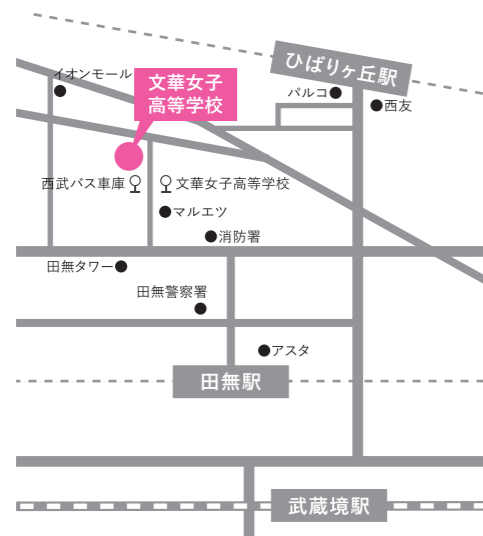 ひばりヶ丘駅
イオンモール
文華女子
高等学校
パルコ
西友
西武バス車庫
文華女子高等学校
マルエツ
消防署
田無タワー
田無警察署
アスタ
田無駅
武蔵境駅